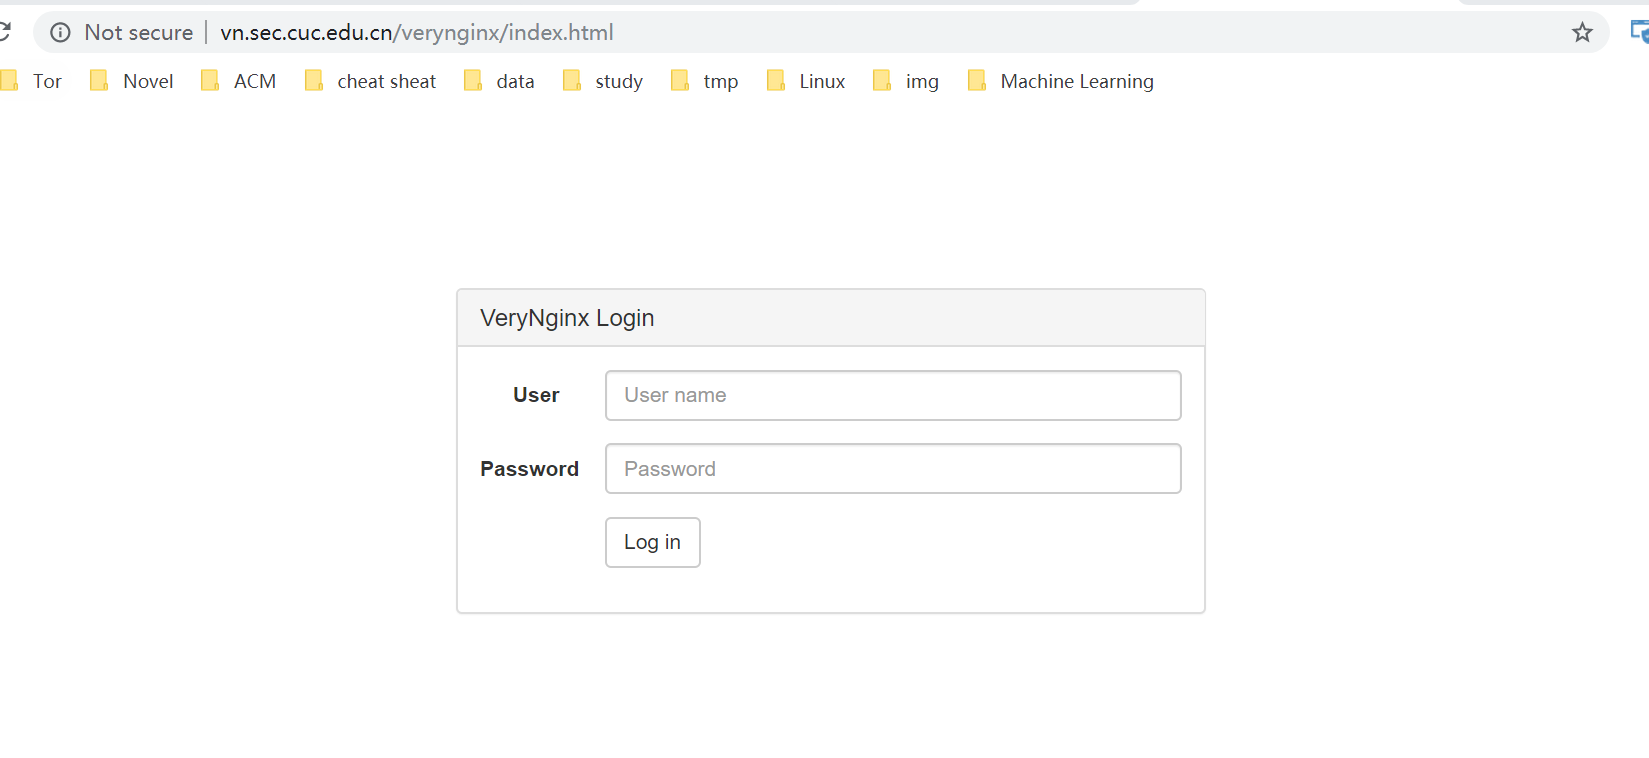 Not secure vn.sec.cuc.edu.cn/verynginx/index.html
Tor Novel ACM cheat sheat data study tmp Linux img Machine Learning
VeryNginx Login
User User name
Password Password
Log in